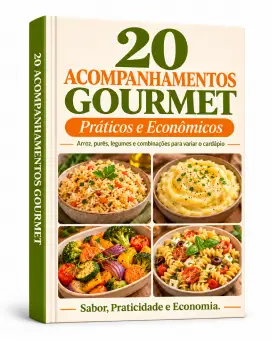 20 ACOMPANHAMENTOS GOURMET
20
ACOMPANHAMENTOS
GOURMET
Práticos e Econômicos
Arroz, purês, legumes e combinações para variar o cardápio
Sabor, Praticidade e Economia.